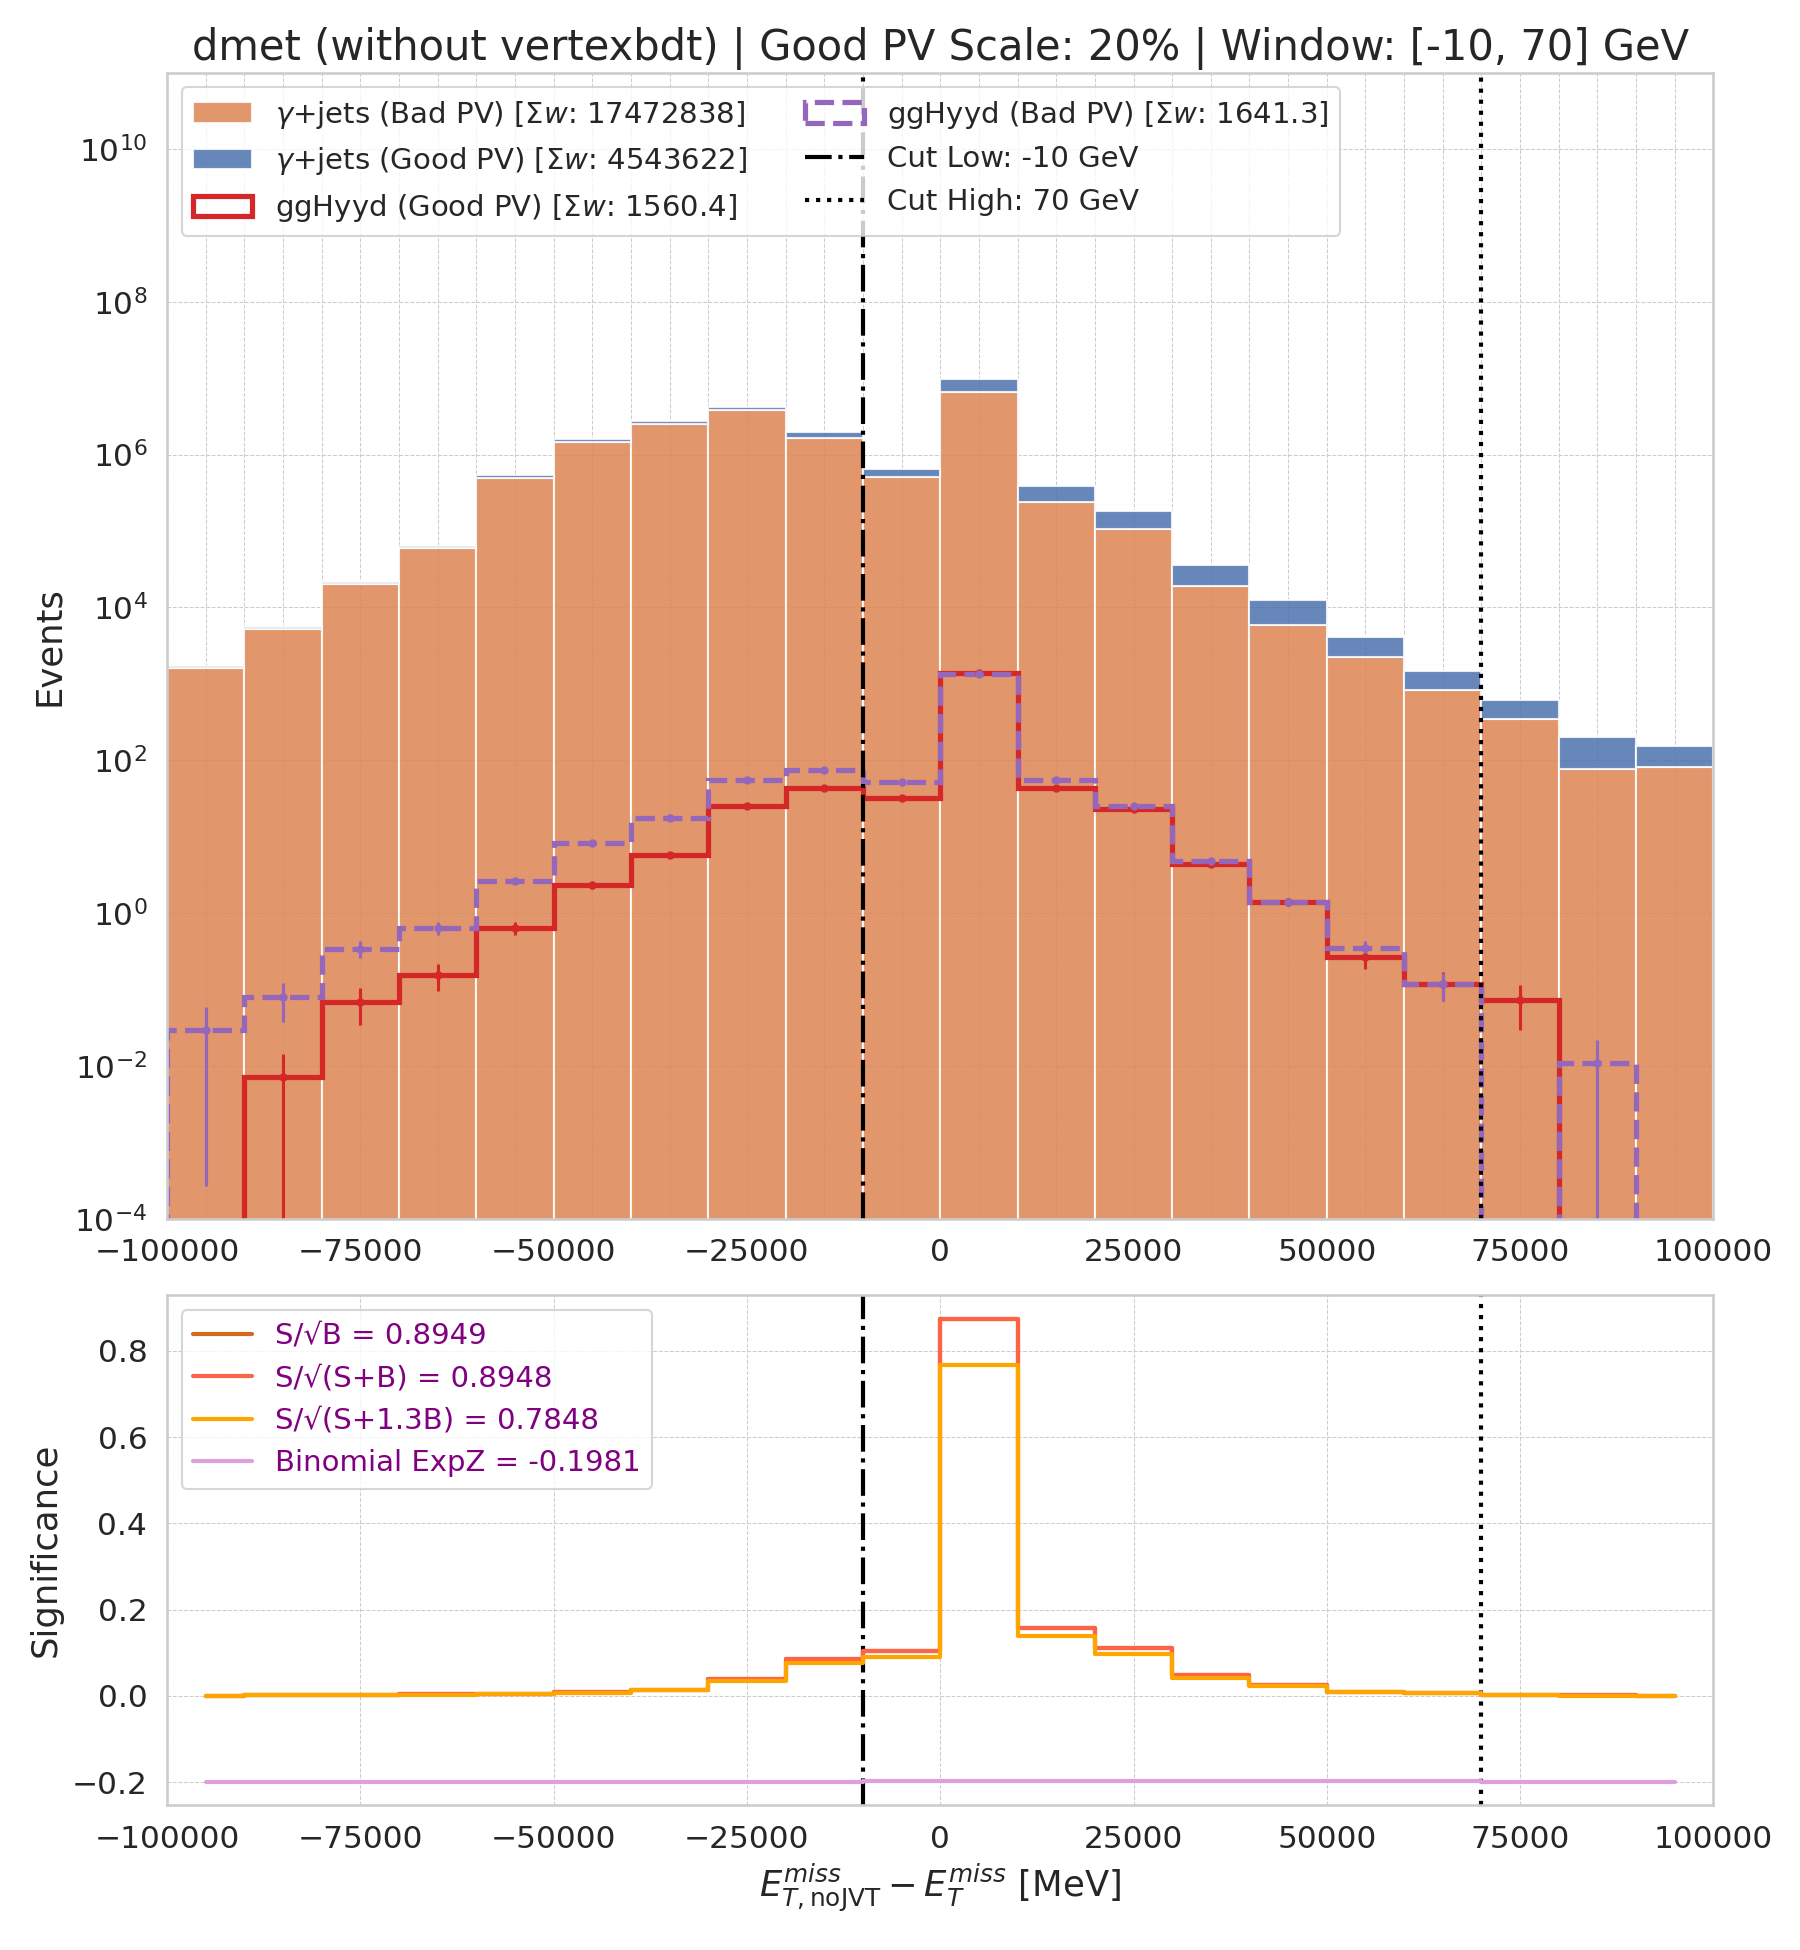 dmet (without vertexbdt) | Good PV Scale: 20% | Window: [-10, 70] GeV
γ+jets (Bad PV) [Σw: 17472838]
γ+jets (Good PV) [Σw: 4543622]
ggHyyd (Good PV) [Σw: 1560.4]
ggHyyd (Bad PV) [Σw: 1641.3]
Cut Low: -10 GeV
Cut High: 70 GeV
10^10
10^8
10^6
10^4
10^2
10^0
10^−2
10^−4
Events
−100000 −75000 −50000 −25000 0 25000 50000 75000 100000
S/√B = 0.8949
S/√(S+B) = 0.8948
S/√(S+1.3B) = 0.7848
Binomial ExpZ = -0.1981
0.8
0.6
0.4
0.2
0.0
−0.2
Significance
−100000 −75000 −50000 −25000 0 25000 50000 75000 100000
E_{T,noJVT}^{miss} − E_T^{miss} [MeV]